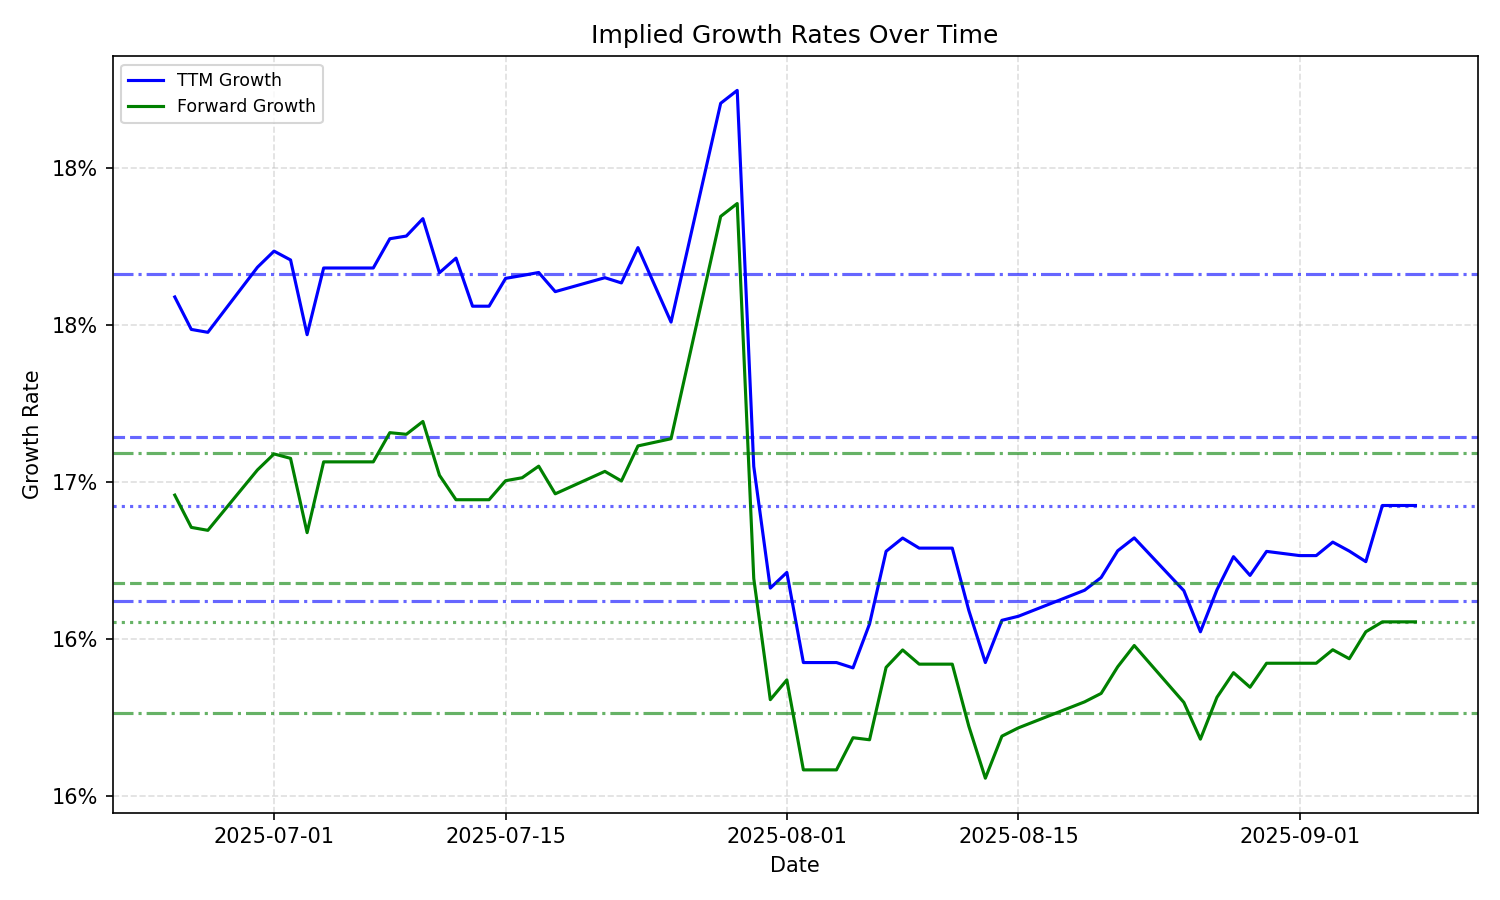 Implied Growth Rates Over Time
TTM Growth
Forward Growth
18%
18%
17%
16%
16%
Growth Rate
2025-07-01
2025-07-15
2025-08-01
2025-08-15
2025-09-01
Date